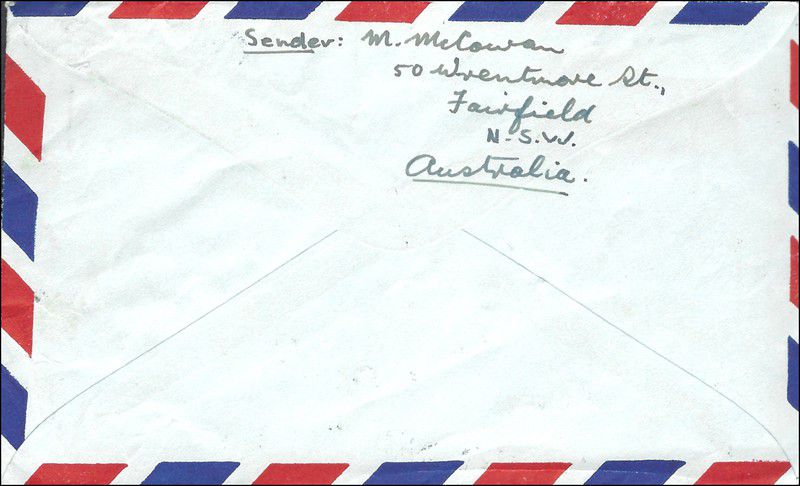 Sender: M. McCowan
50 Wrentmore St.,
Fairfield
N.S.W.
Australia.